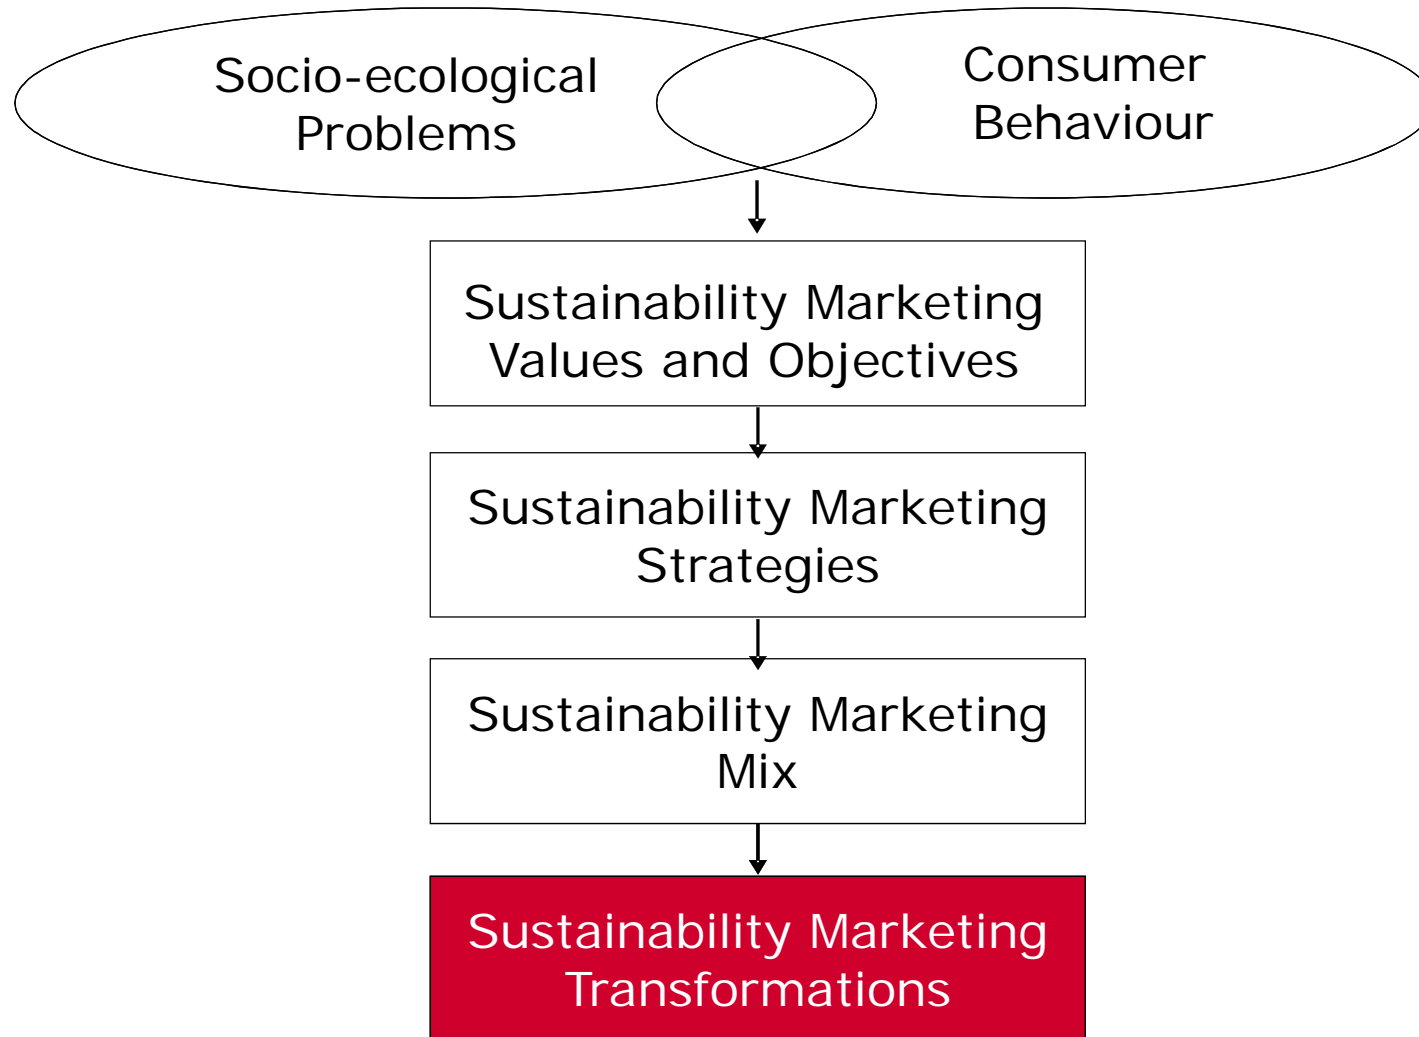 Socio-ecological
Problems
Consumer
Behaviour
Sustainability Marketing
Values and Objectives
Sustainability Marketing
Strategies
Sustainability Marketing
Mix
Sustainability Marketing
Transformations